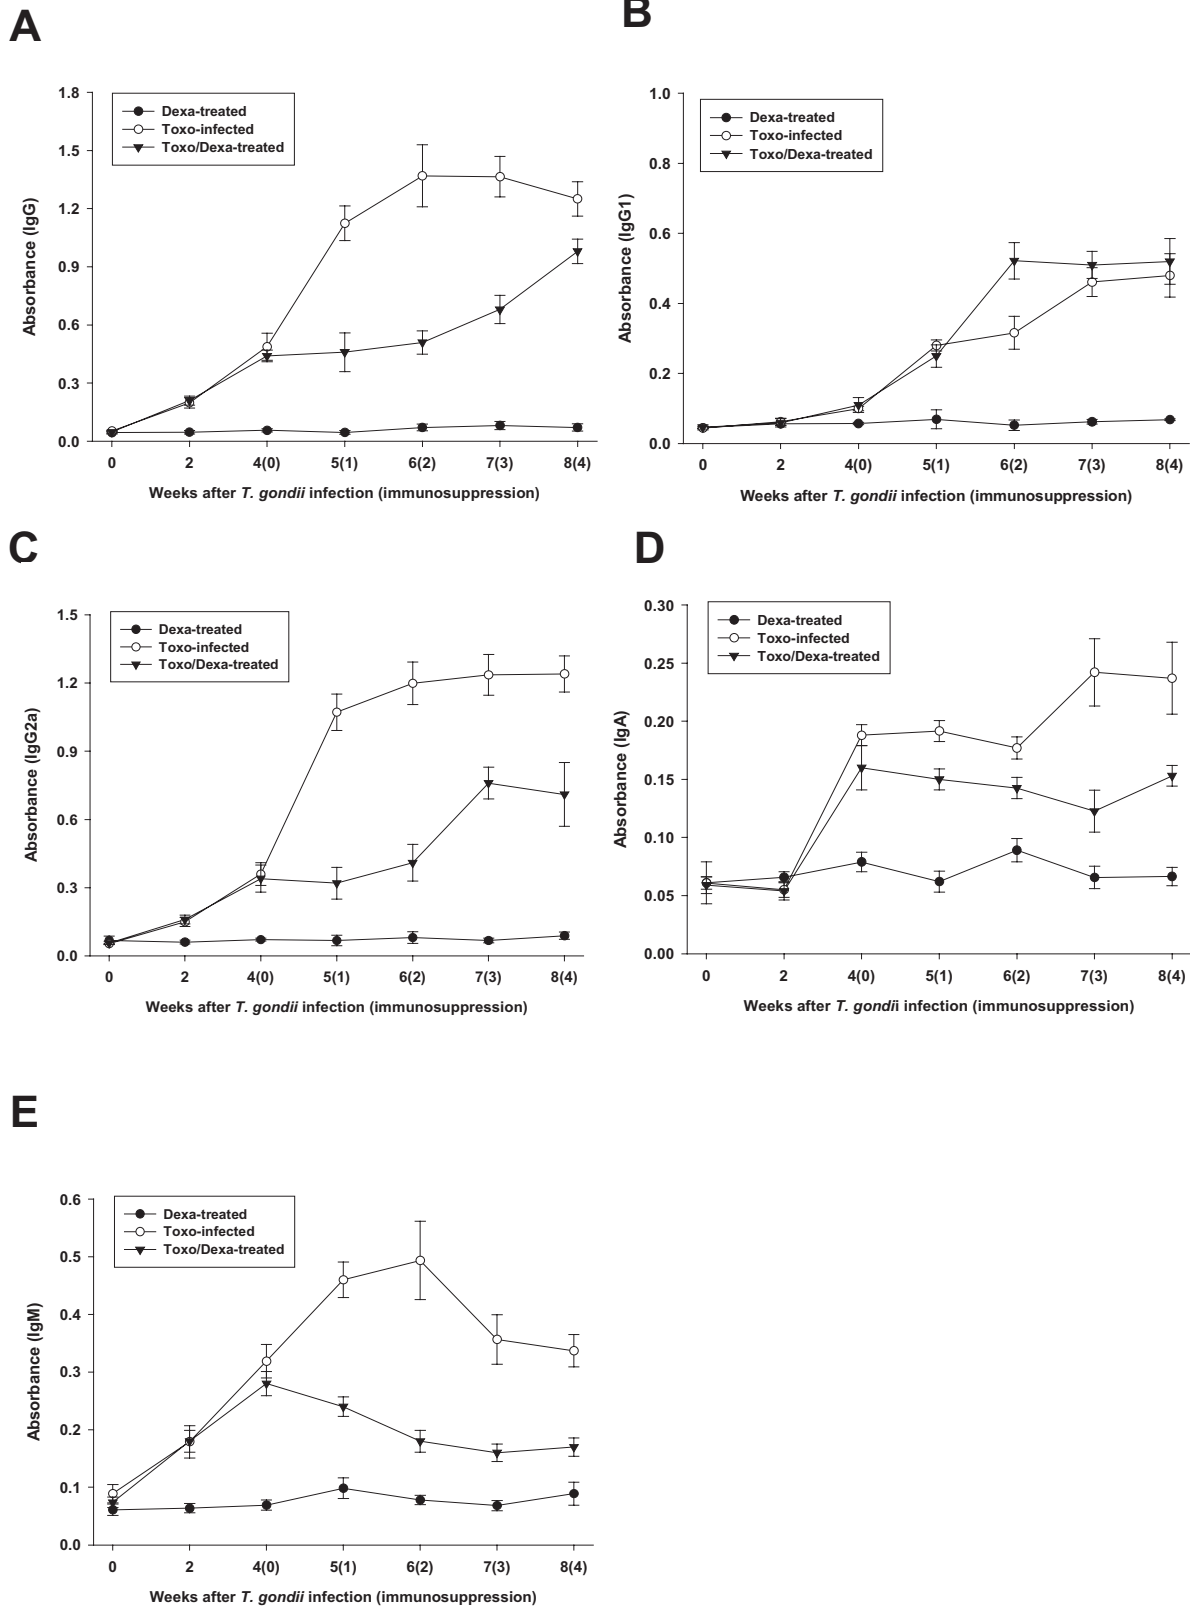 A
1.8
1.5
1.2
0.9
0.6
0.3
0.0
Absorbance (IgG)
Dexa-treated
Toxo-infected
Toxo/Dexa-treated
0 2 4(0) 5(1) 6(2) 7(3) 8(4)
Weeks after T. gondii infection (immunosuppression)
B
1.0
0.8
0.6
0.4
0.2
0.0
Absorbance (IgG1)
Dexa-treated
Toxo-infected
Toxo/Dexa-treated
0 2 4(0) 5(1) 6(2) 7(3) 8(4)
Weeks after T. gondii infection (immunosuppression)
C
1.5
1.2
0.9
0.6
0.3
0.0
Absorbance (IgG2a)
Dexa-treated
Toxo-infected
Toxo/Dexa-treated
0 2 4(0) 5(1) 6(2) 7(3) 8(4)
Weeks after T. gondii infection (immunosuppression)
D
0.30
0.25
0.20
0.15
0.10
0.05
0.00
Absorbance (IgA)
Dexa-treated
Toxo-infected
Toxo/Dexa-treated
0 2 4(0) 5(1) 6(2) 7(3) 8(4)
Weeks after T. gondii infection (immunosuppression)
E
0.6
0.5
0.4
0.3
0.2
0.1
0.0
Absorbance (IgM)
Dexa-treated
Toxo-infected
Toxo/Dexa-treated
0 2 4(0) 5(1) 6(2) 7(3) 8(4)
Weeks after T. gondii infection (immunosuppression)